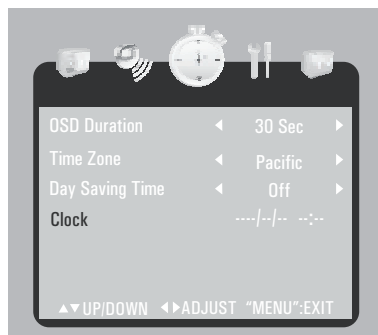 OSD Duration ◀ 30 Sec ▶
Time Zone ◀ Pacific ▶
Day Saving Time ◀ Off ▶
Clock ----/--/-- --:--
▲▼UP/DOWN ◀▶ADJUST "MENU":EXIT